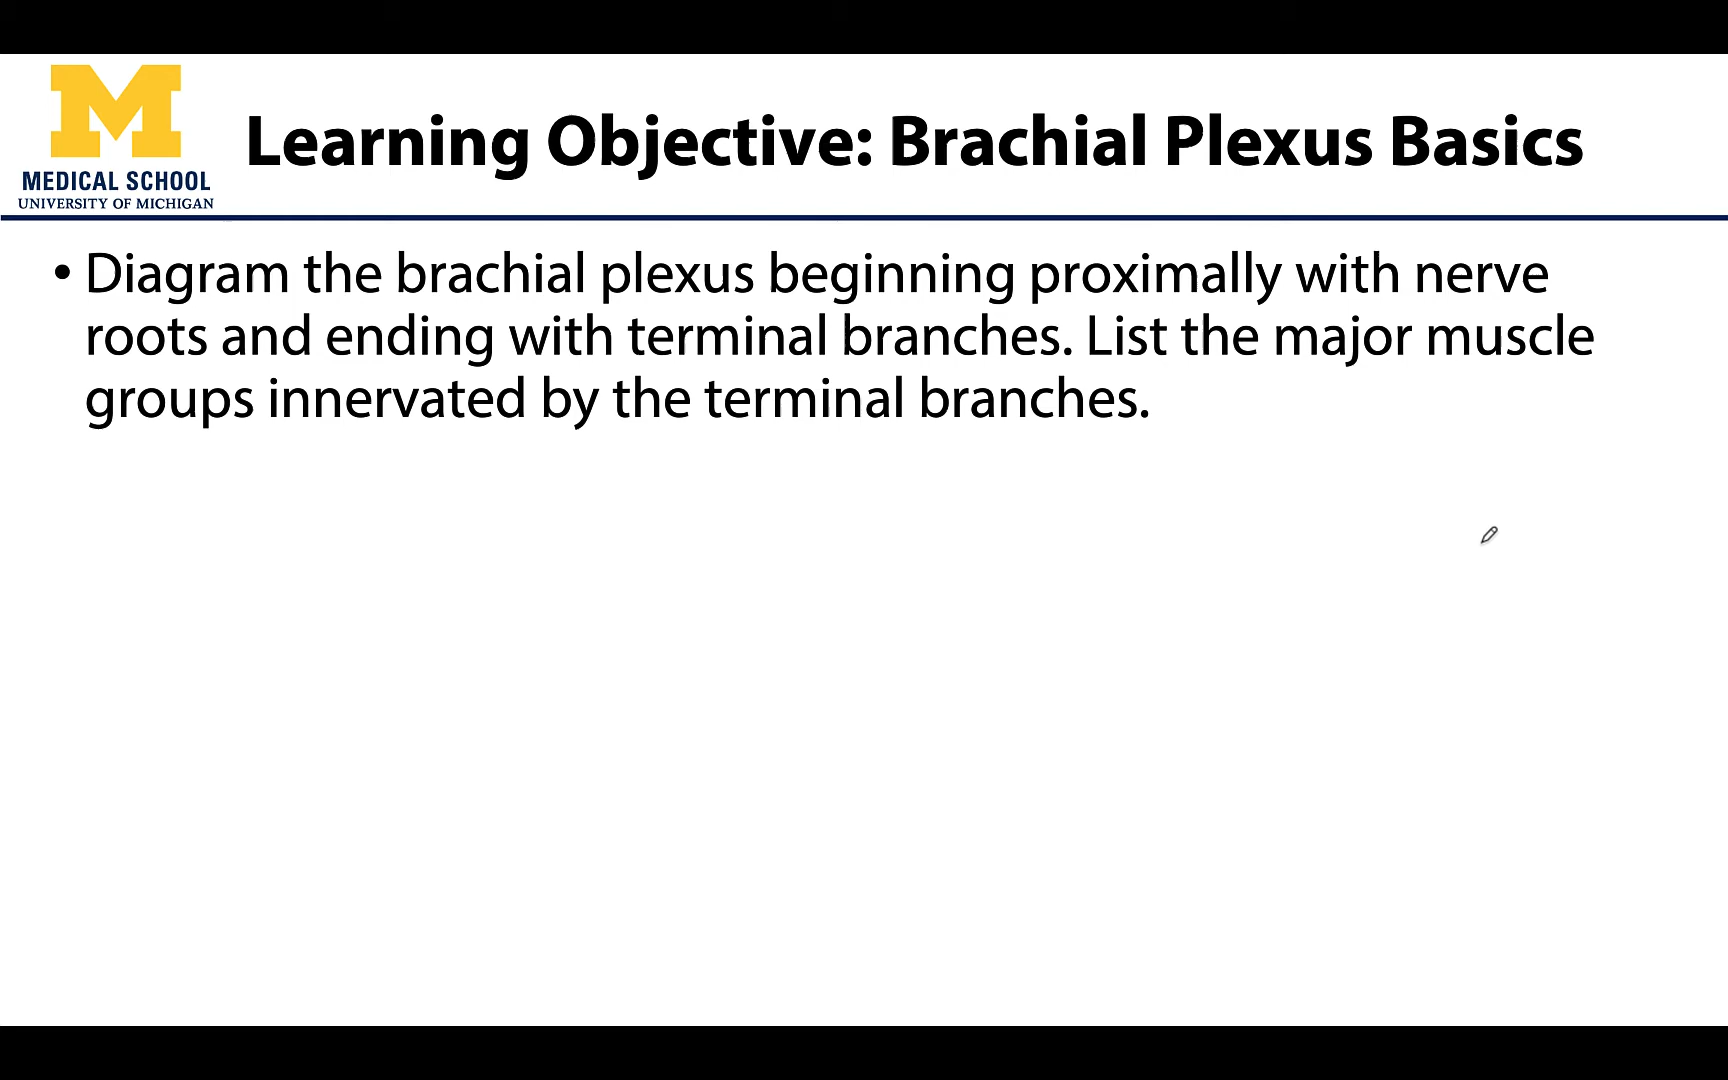 M
MEDICAL SCHOOL
UNIVERSITY OF MICHIGAN
Learning Objective: Brachial Plexus Basics
• Diagram the brachial plexus beginning proximally with nerve
roots and ending with terminal branches. List the major muscle
groups innervated by the terminal branches.